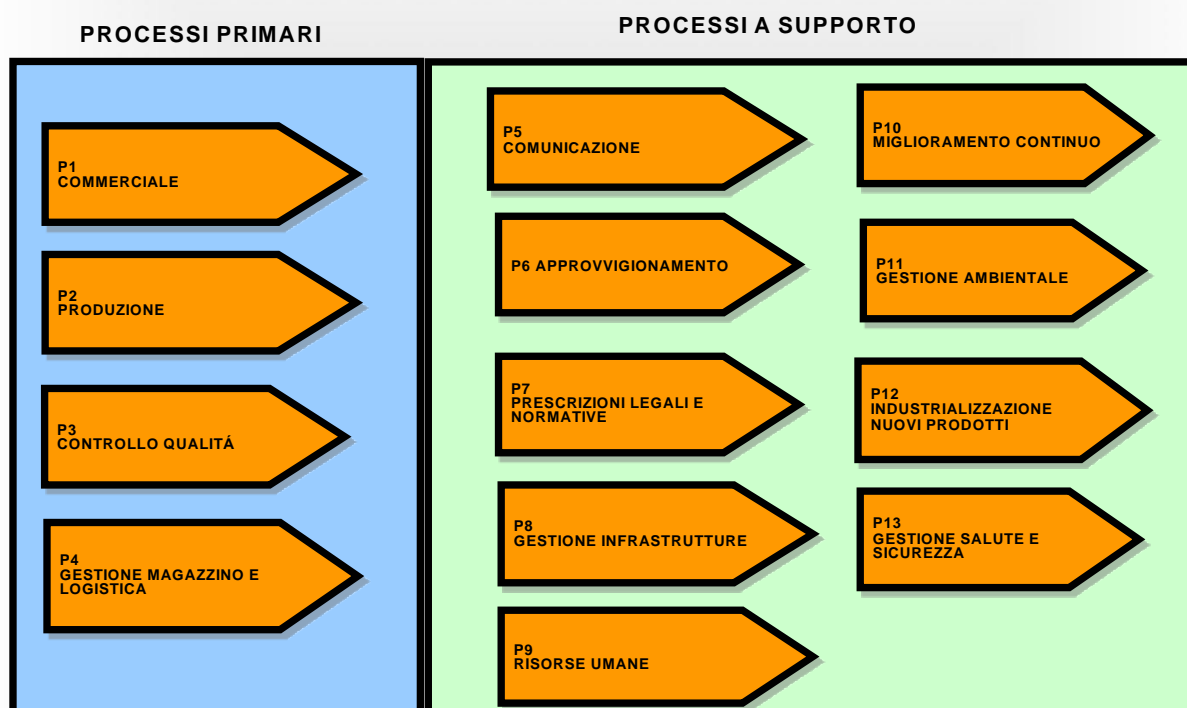 PROCESSI PRIMARI
P1
COMMERCIALE
P2
PRODUZIONE
P3
CONTROLLO QUALITÁ
P4
GESTIONE MAGAZZINO E
LOGISTICA
PROCESSI A SUPPORTO
P5
COMUNICAZIONE
P6 APPROVVIGIONAMENTO
P7
PRESCRIZIONI LEGALI E
NORMATIVE
P8
GESTIONE INFRASTRUTTURE
P9
RISORSE UMANE
P10
MIGLIORAMENTO CONTINUO
P11
GESTIONE AMBIENTALE
P12
INDUSTRIALIZZAZIONE
NUOVI PRODOTTI
P13
GESTIONE SALUTE E
SICUREZZA